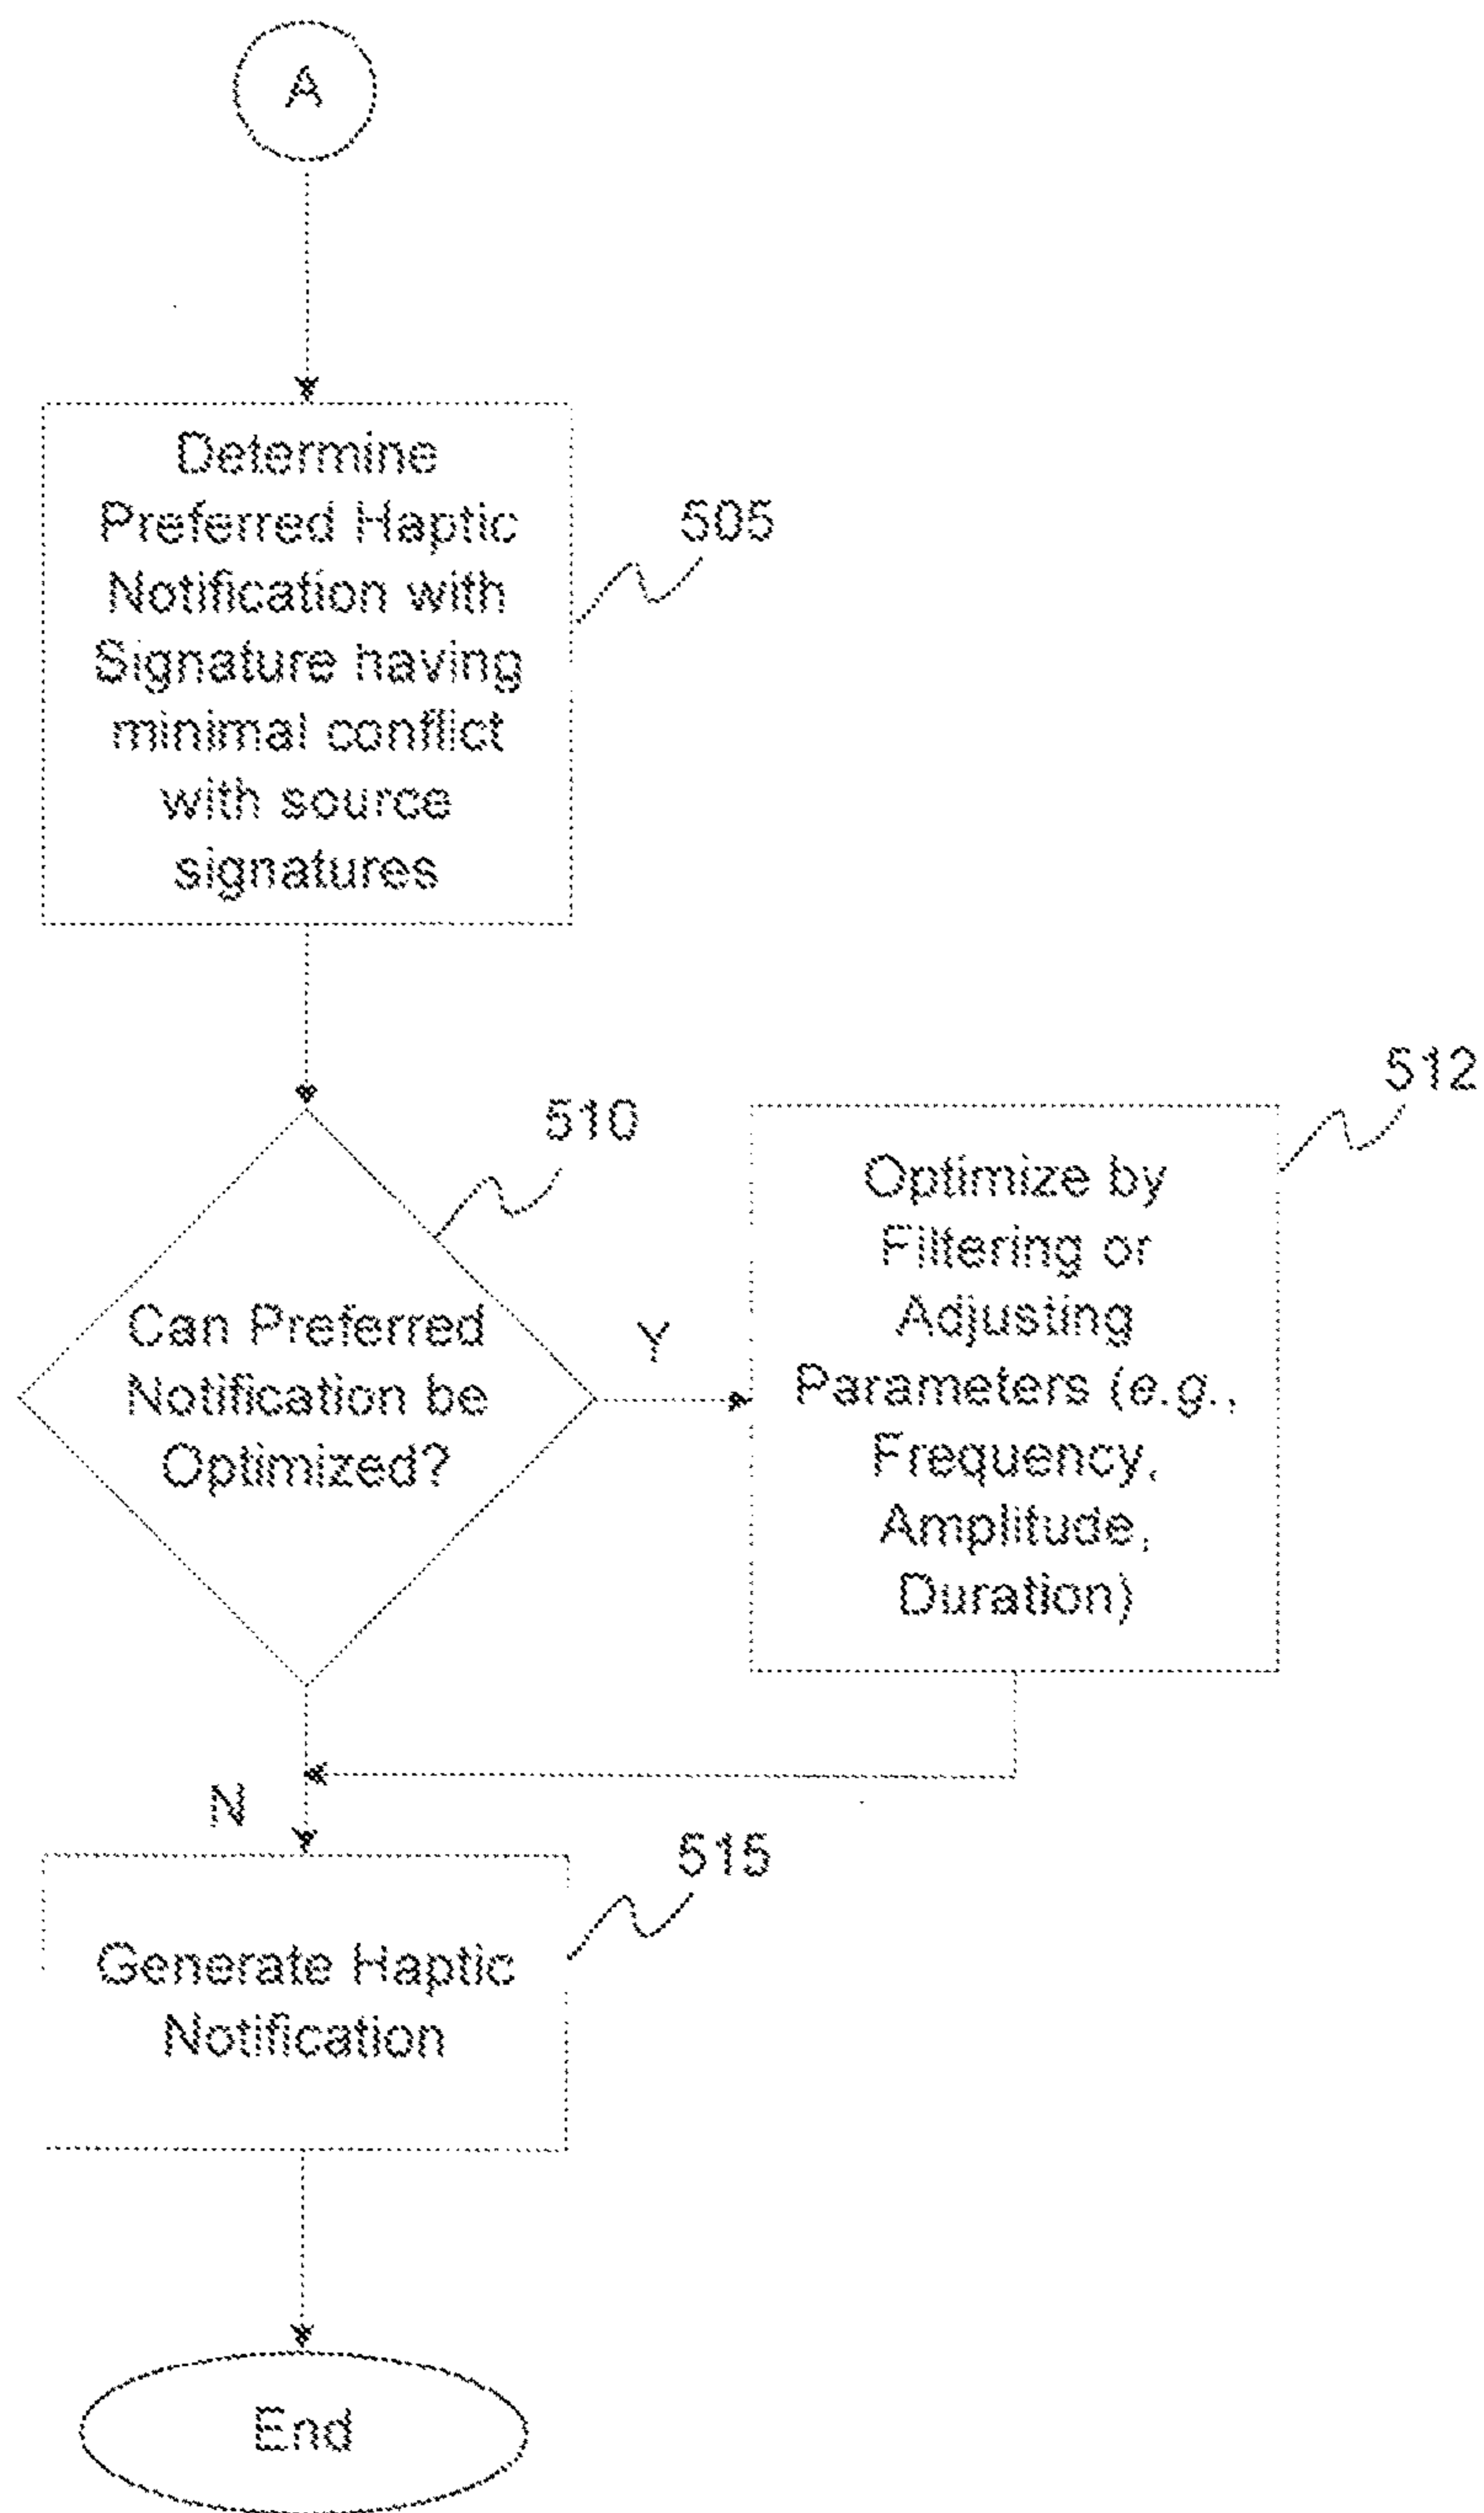 A
Determine
Preferred Haptic
Notification with
Signature having
minimal conflict
with source
signatures
505
510
Can Preferred
Notification be
Optimized?
Y
512
Optimize by
Filtering or
Adjusting
Parameters (e.g.,
Frequency,
Amplitude,
Duration)
N
515
Generate Haptic
Notification
End